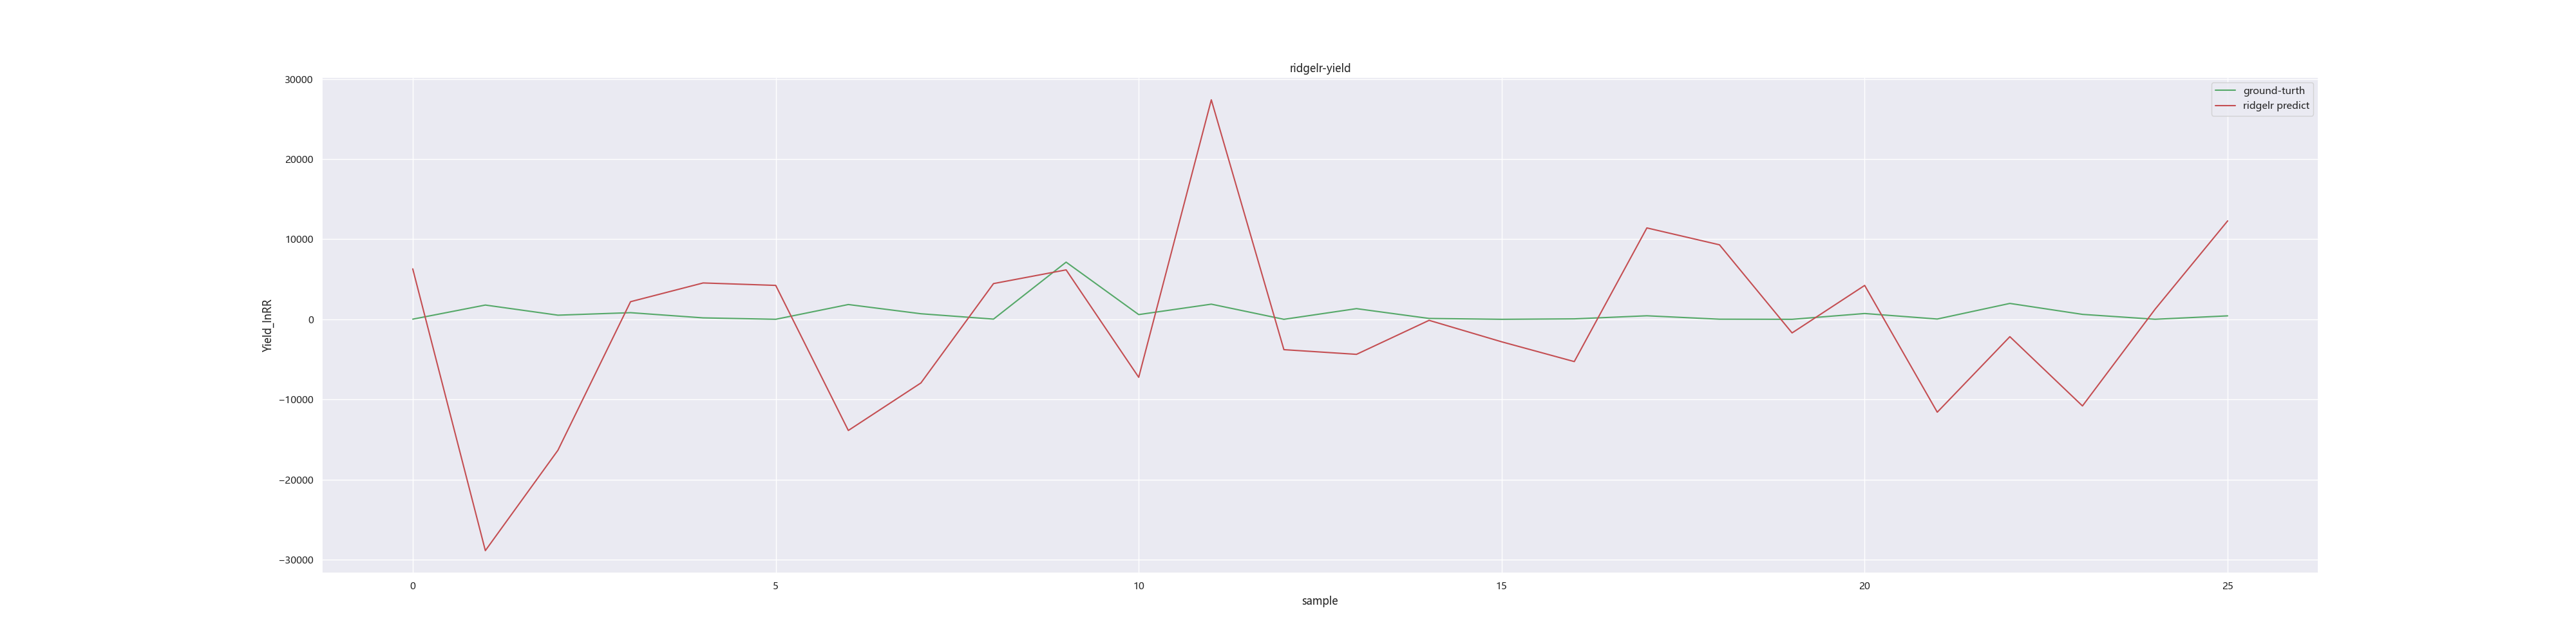 ridgelr-yield
30000
20000
10000
0
−10000
−20000
−30000
Yield_lnRR
ground-turth
ridgelr predict
0 5 10 15 20 25
sample